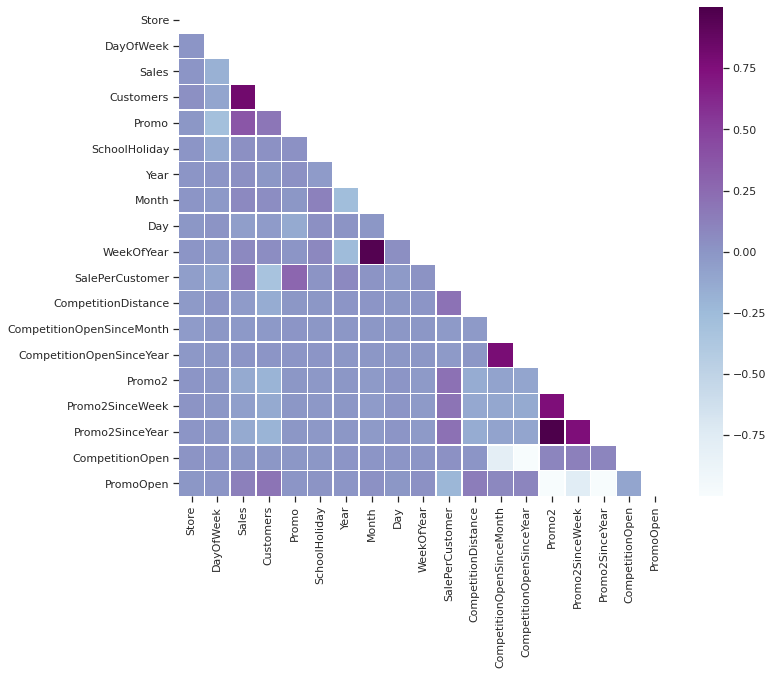 Store
DayOfWeek
Sales
Customers
Promo
SchoolHoliday
Year
Month
Day
WeekOfYear
SalePerCustomer
CompetitionDistance
CompetitionOpenSinceMonth
CompetitionOpenSinceYear
Promo2
Promo2SinceWeek
Promo2SinceYear
CompetitionOpen
PromoOpen
Store
DayOfWeek
Sales
Customers
Promo
SchoolHoliday
Year
Month
Day
WeekOfYear
SalePerCustomer
CompetitionDistance
CompetitionOpenSinceMonth
CompetitionOpenSinceYear
Promo2
Promo2SinceWeek
Promo2SinceYear
CompetitionOpen
PromoOpen
0.75
0.50
0.25
0.00
−0.25
−0.50
−0.75